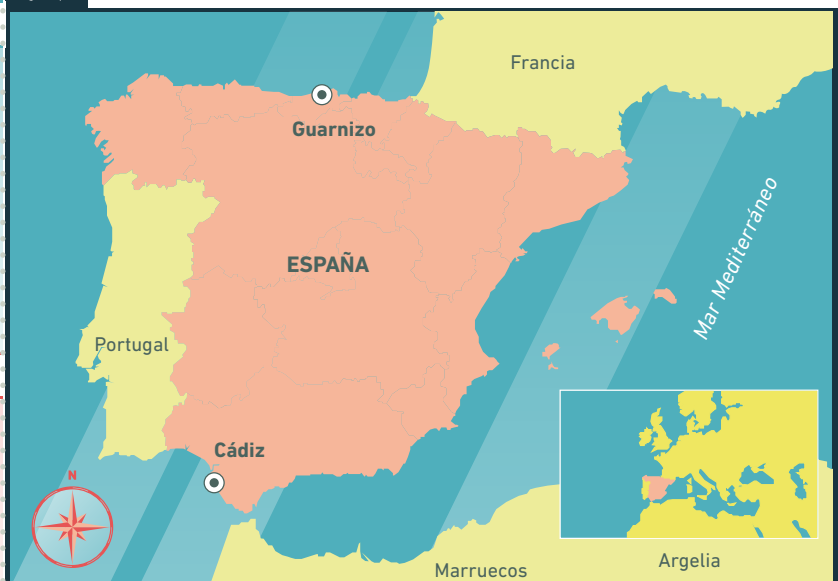 Francia
Guarnizo
ESPAÑA
Mar Mediterráneo
Portugal
Cádiz
N
Marruecos
Argelia